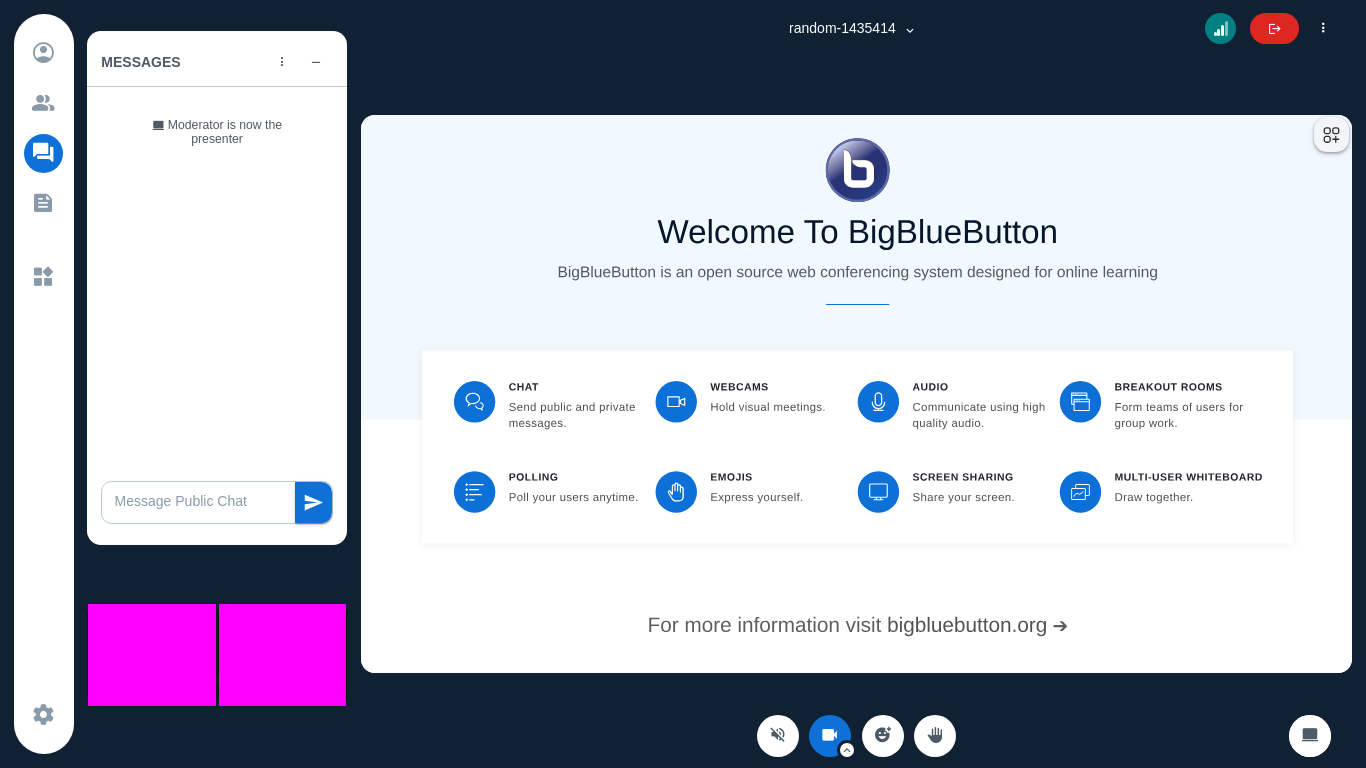 random-1435414
MESSAGES
Moderator is now the
presenter
Message Public Chat
Welcome To BigBlueButton
BigBlueButton is an open source web conferencing system designed for online learning
CHAT
Send public and private
messages.
WEBCAMS
Hold visual meetings.
AUDIO
Communicate using high
quality audio.
BREAKOUT ROOMS
Form teams of users for
group work.
POLLING
Poll your users anytime.
EMOJIS
Express yourself.
SCREEN SHARING
Share your screen.
MULTI-USER WHITEBOARD
Draw together.
For more information visit bigbluebutton.org ➔